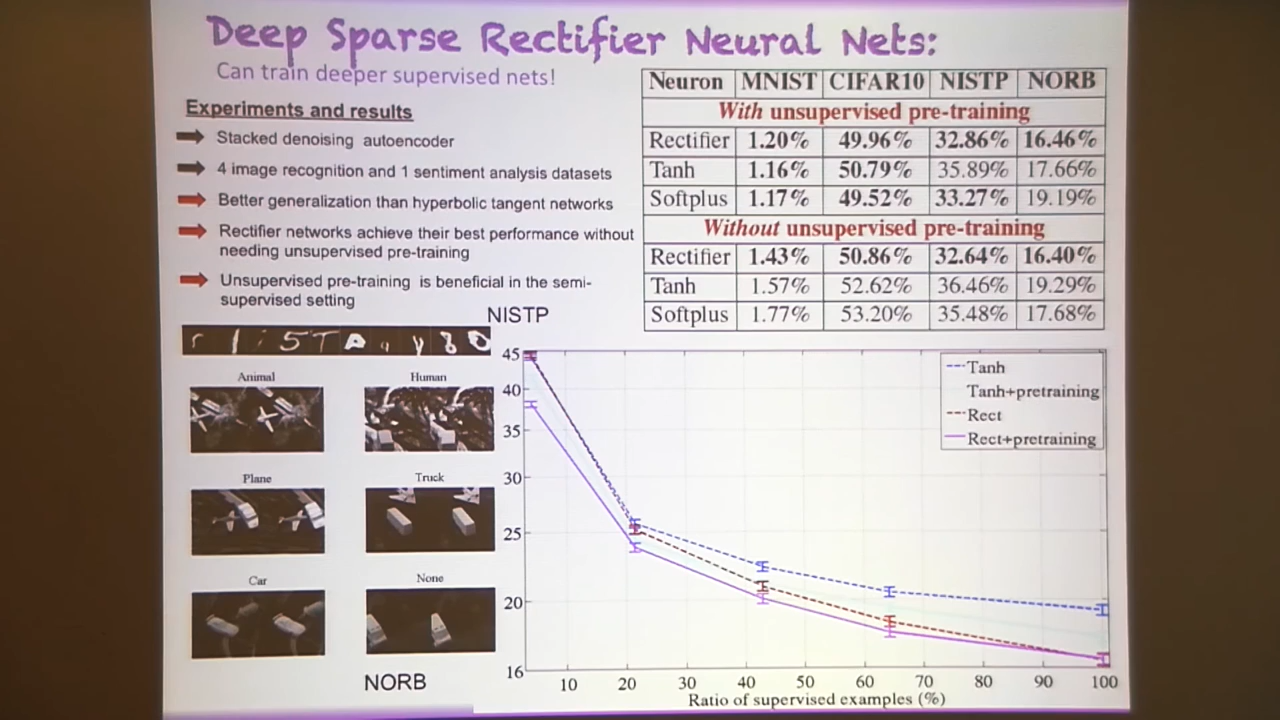 Deep Sparse Rectifier Neural Nets:
Can train deeper supervised nets!
Experiments and results
Stacked denoising autoencoder
4 image recognition and 1 sentiment analysis datasets
Better generalization than hyperbolic tangent networks
Rectifier networks achieve their best performance without
needing unsupervised pre-training
Unsupervised pre-training is beneficial in the semi-
supervised setting
Neuron MNIST CIFAR10 NISTP NORB
With unsupervised pre-training
Rectifier 1.20% 49.96% 32.86% 16.46%
Tanh 1.16% 50.79% 35.89% 17.66%
Softplus 1.17% 49.52% 33.27% 19.19%
Without unsupervised pre-training
Rectifier 1.43% 50.86% 32.64% 16.40%
Tanh 1.57% 52.62% 36.46% 19.29%
Softplus 1.77% 53.20% 35.48% 17.68%
NISTP
Animal Human
Plane Truck
Car None
NORB
45
40
35
30
25
20
16
Tanh
Tanh+pretraining
Rect
Rect+pretraining
10 20 30 40 50 60 70 80 90 100
Ratio of supervised examples (%)